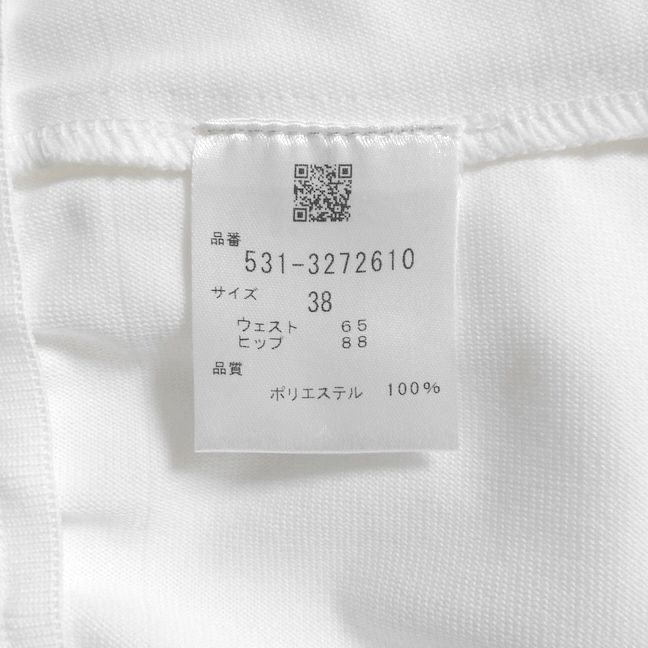 品番
531-3272610
サイズ 38
ウェスト 65
ヒップ 88
品質
ポリエステル 100%